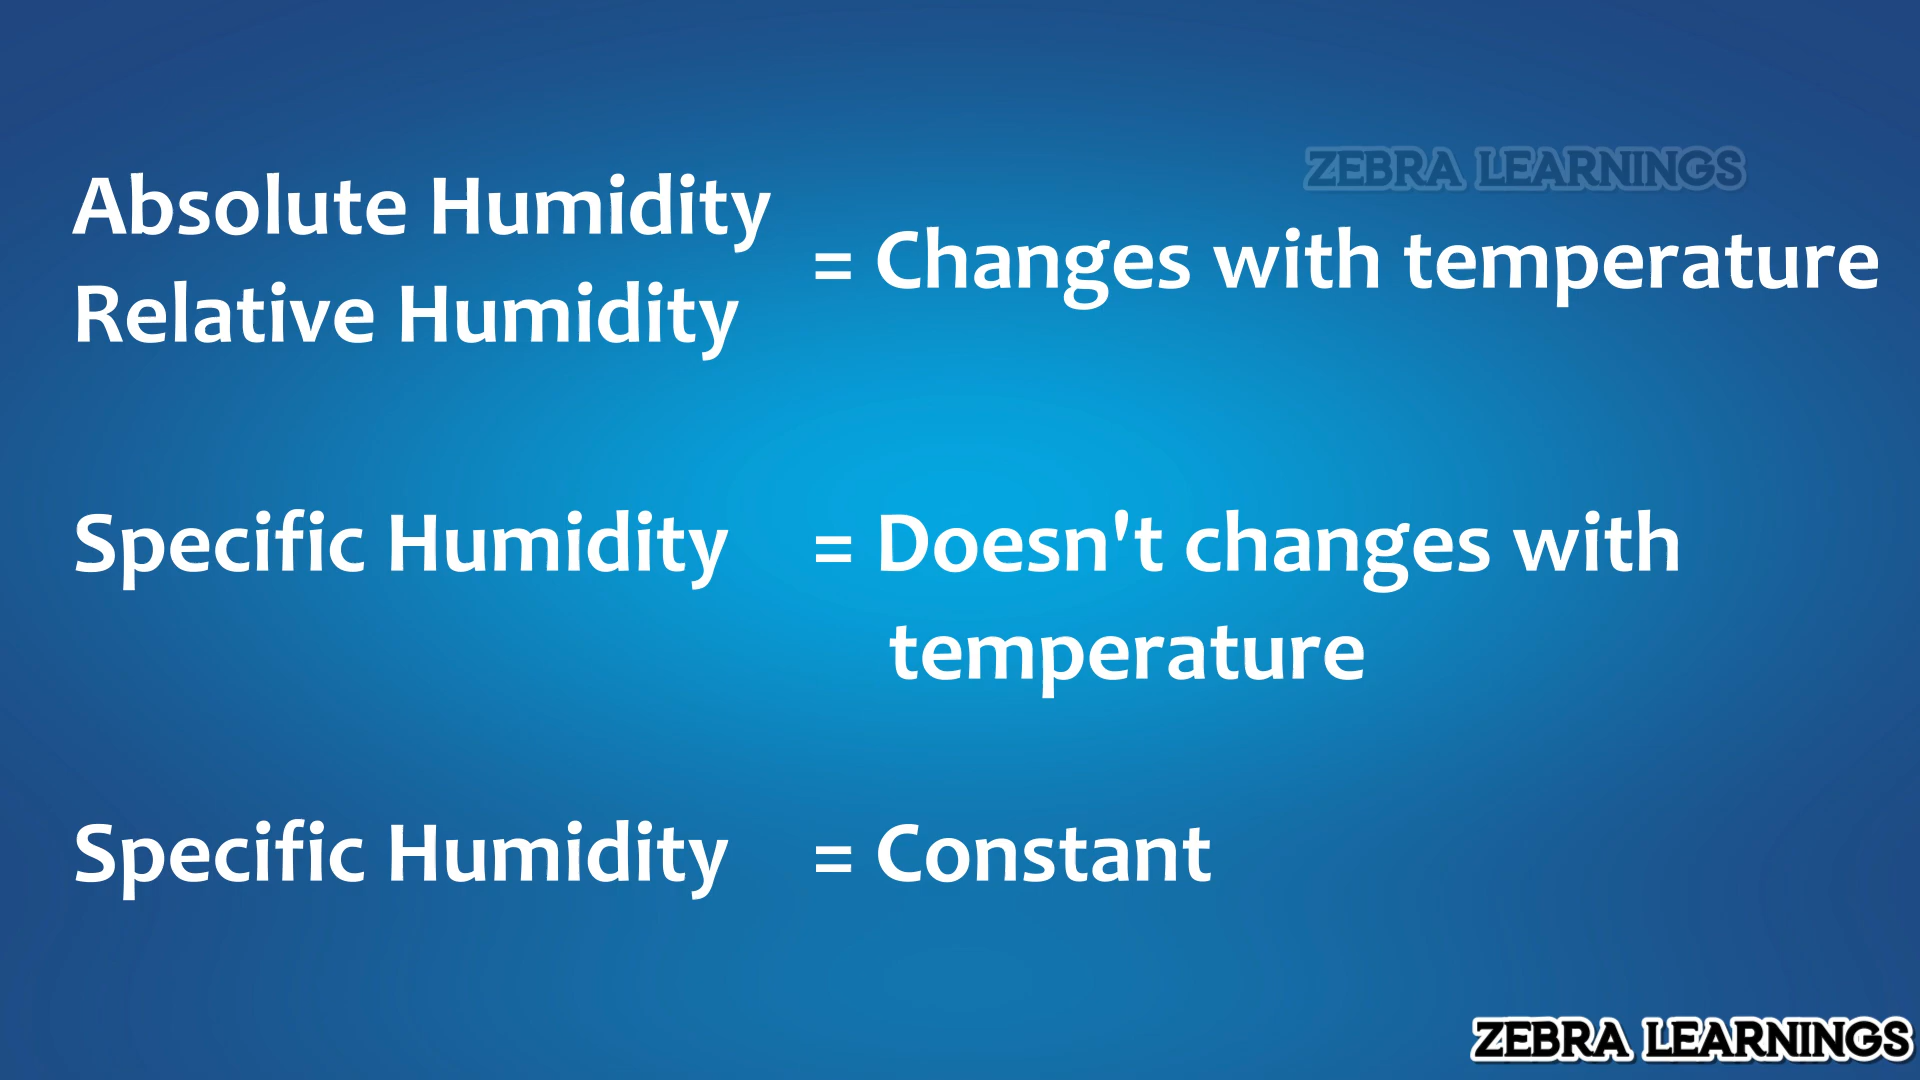 ZEBRA LEARNINGS
Absolute Humidity
Relative Humidity
= Changes with temperature
Specific Humidity = Doesn't changes with
temperature
Specific Humidity = Constant
ZEBRA LEARNINGS